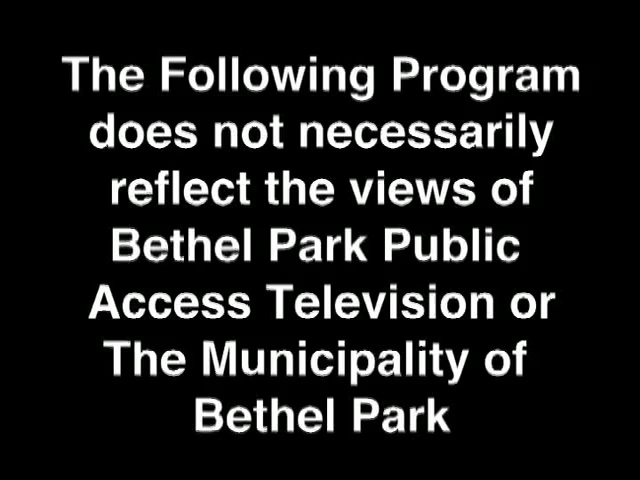 The Following Program
does not necessarily
reflect the views of
Bethel Park Public
Access Television or
The Municipality of
Bethel Park